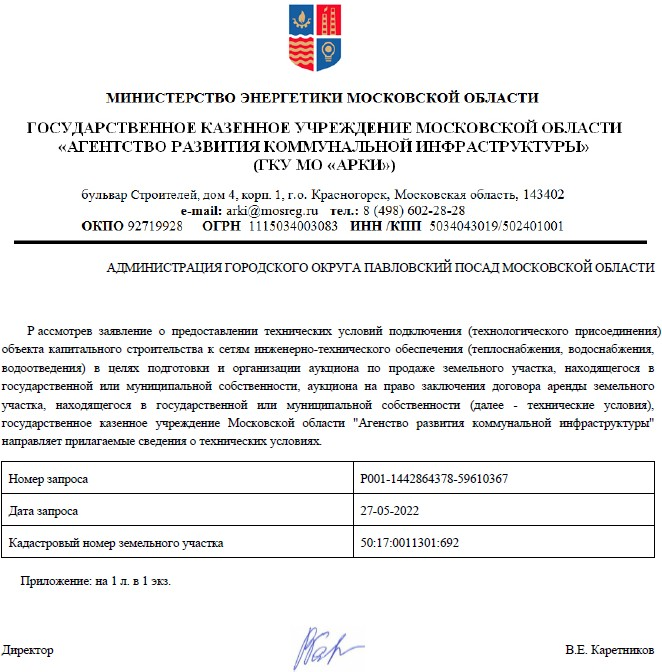 МИНИСТЕРСТВО ЭНЕРГЕТИКИ МОСКОВСКОЙ ОБЛАСТИ
ГОСУДАРСТВЕННОЕ КАЗЕННОЕ УЧРЕЖДЕНИЕ МОСКОВСКОЙ ОБЛАСТИ
«АГЕНТСТВО РАЗВИТИЯ КОММУНАЛЬНОЙ ИНФРАСТРУКТУРЫ»
(ГКУ МО «АРКИ»)
бульвар Строителей, дом 4, корп. 1, г.о. Красногорск, Московская область, 143402
e-mail: arki@mosreg.ru тел.: 8 (498) 602-28-28
ОКПО 92719928 ОГРН 1115034003083 ИНН /КПП 5034043019/502401001
АДМИНИСТРАЦИЯ ГОРОДСКОГО ОКРУГА ПАВЛОВСКИЙ ПОСАД МОСКОВСКОЙ ОБЛАСТИ
Рассмотрев заявление о предоставлении технических условий подключения (технологического присоединения)
объекта капитального строительства к сетям инженерно-технического обеспечения (теплоснабжения, водоснабжения,
водоотведения) в целях подготовки и организации аукциона по продаже земельного участка, находящегося в
государственной или муниципальной собственности, аукциона на право заключения договора аренды земельного
участка, находящегося в государственной или муниципальной собственности (далее - технические условия),
государственное казенное учреждение Московской области "Агенство развития коммунальной инфраструктуры"
направляет прилагаемые сведения о технических условиях.
Номер запроса P001-1442864378-59610367
Дата запроса 27-05-2022
Кадастровый номер земельного участка 50:17:0011301:692
Приложение: на 1 л. в 1 экз.
Директор В.Е. Каретников